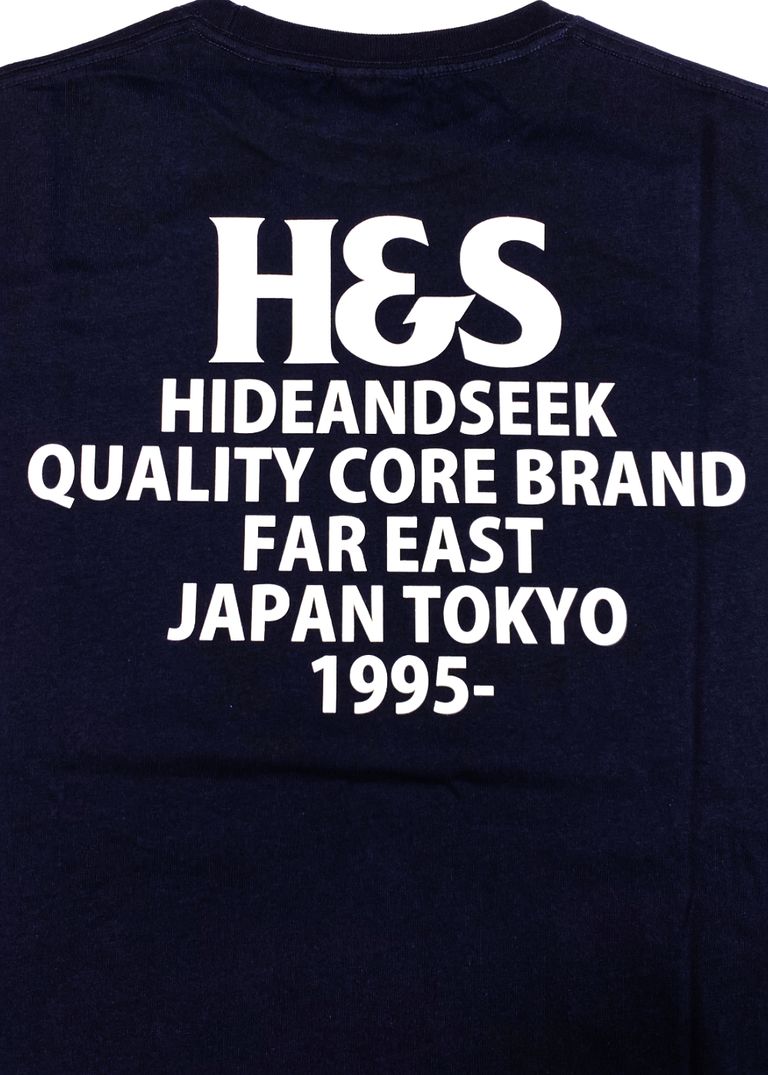 H&S
HIDEANDSEEK
QUALITY CORE BRAND
FAR EAST
JAPAN TOKYO
1995-